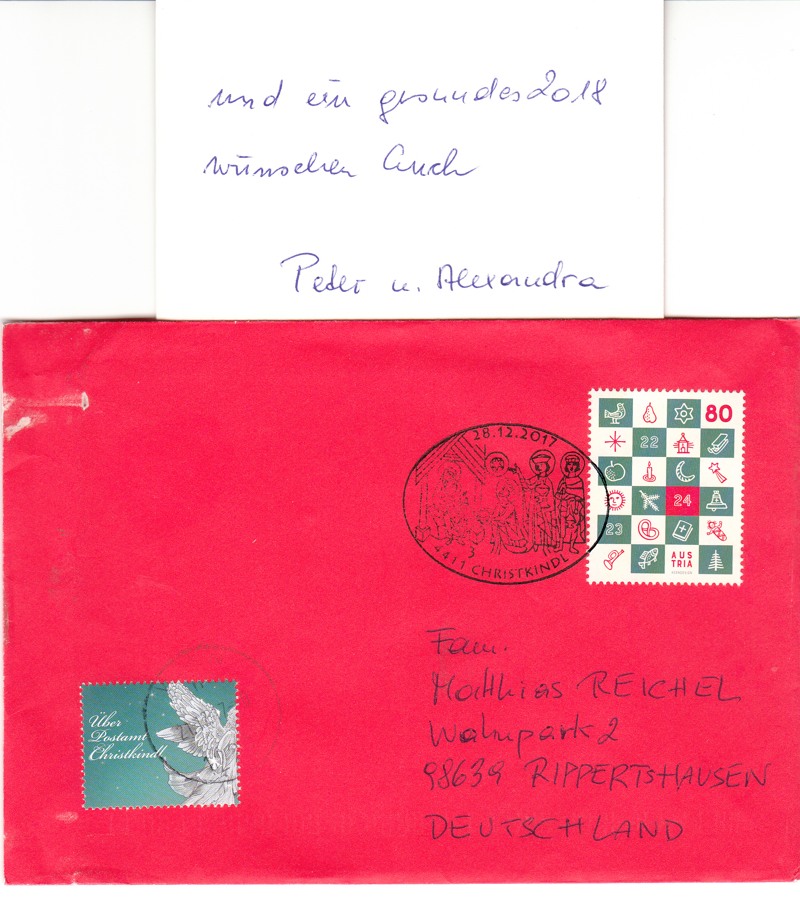 und ein gesundes 2018
wünschen Euch
Peter u. Alexandra
28.12.2017
4411 CHRISTKINDL
80
22
24
23
AUS
TRIA
Fam.
Matthias REICHEL
Walmpark 2
98639 RIPPERTSHAUSEN
DEUTSCHLAND
Über
Postamt
Christkindl